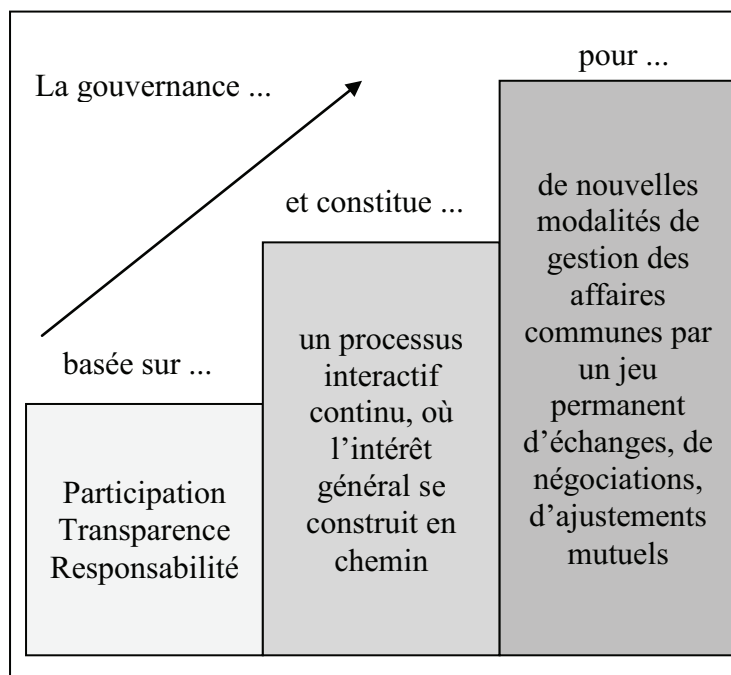 La gouvernance ...
basée sur ...
Participation
Transparence
Responsabilité
et constitue ...
un processus
interactif
continu, où
l’intérêt
général se
construit en
chemin
pour ...
de nouvelles
modalités de
gestion des
affaires
communes par
un jeu
permanent
d’échanges, de
négociations,
d’ajustements
mutuels